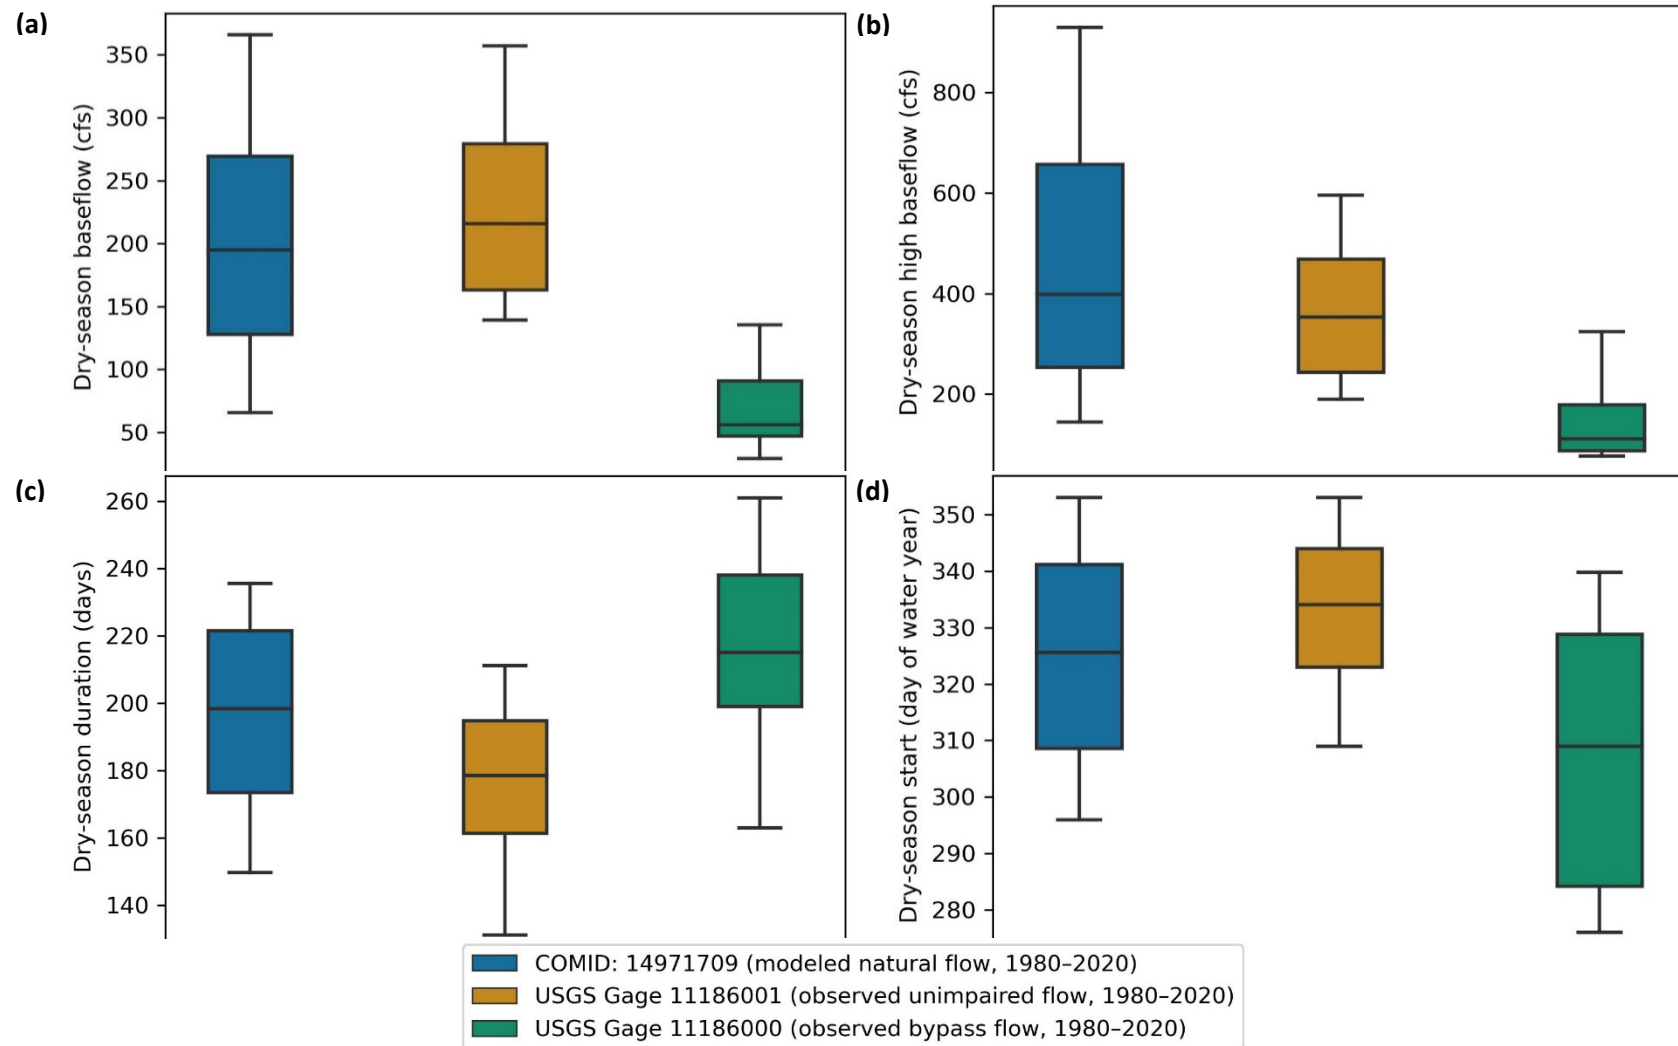 (a)
Dry-season baseflow (cfs)
350
300
250
200
150
100
50
(b)
Dry-season high baseflow (cfs)
800
600
400
200
(c)
Dry-season duration (days)
260
240
220
200
180
160
140
(d)
Dry-season start (day of water year)
350
340
330
320
310
300
290
280
COMID: 14971709 (modeled natural flow, 1980–2020)
USGS Gage 11186001 (observed unimpaired flow, 1980–2020)
USGS Gage 11186000 (observed bypass flow, 1980–2020)